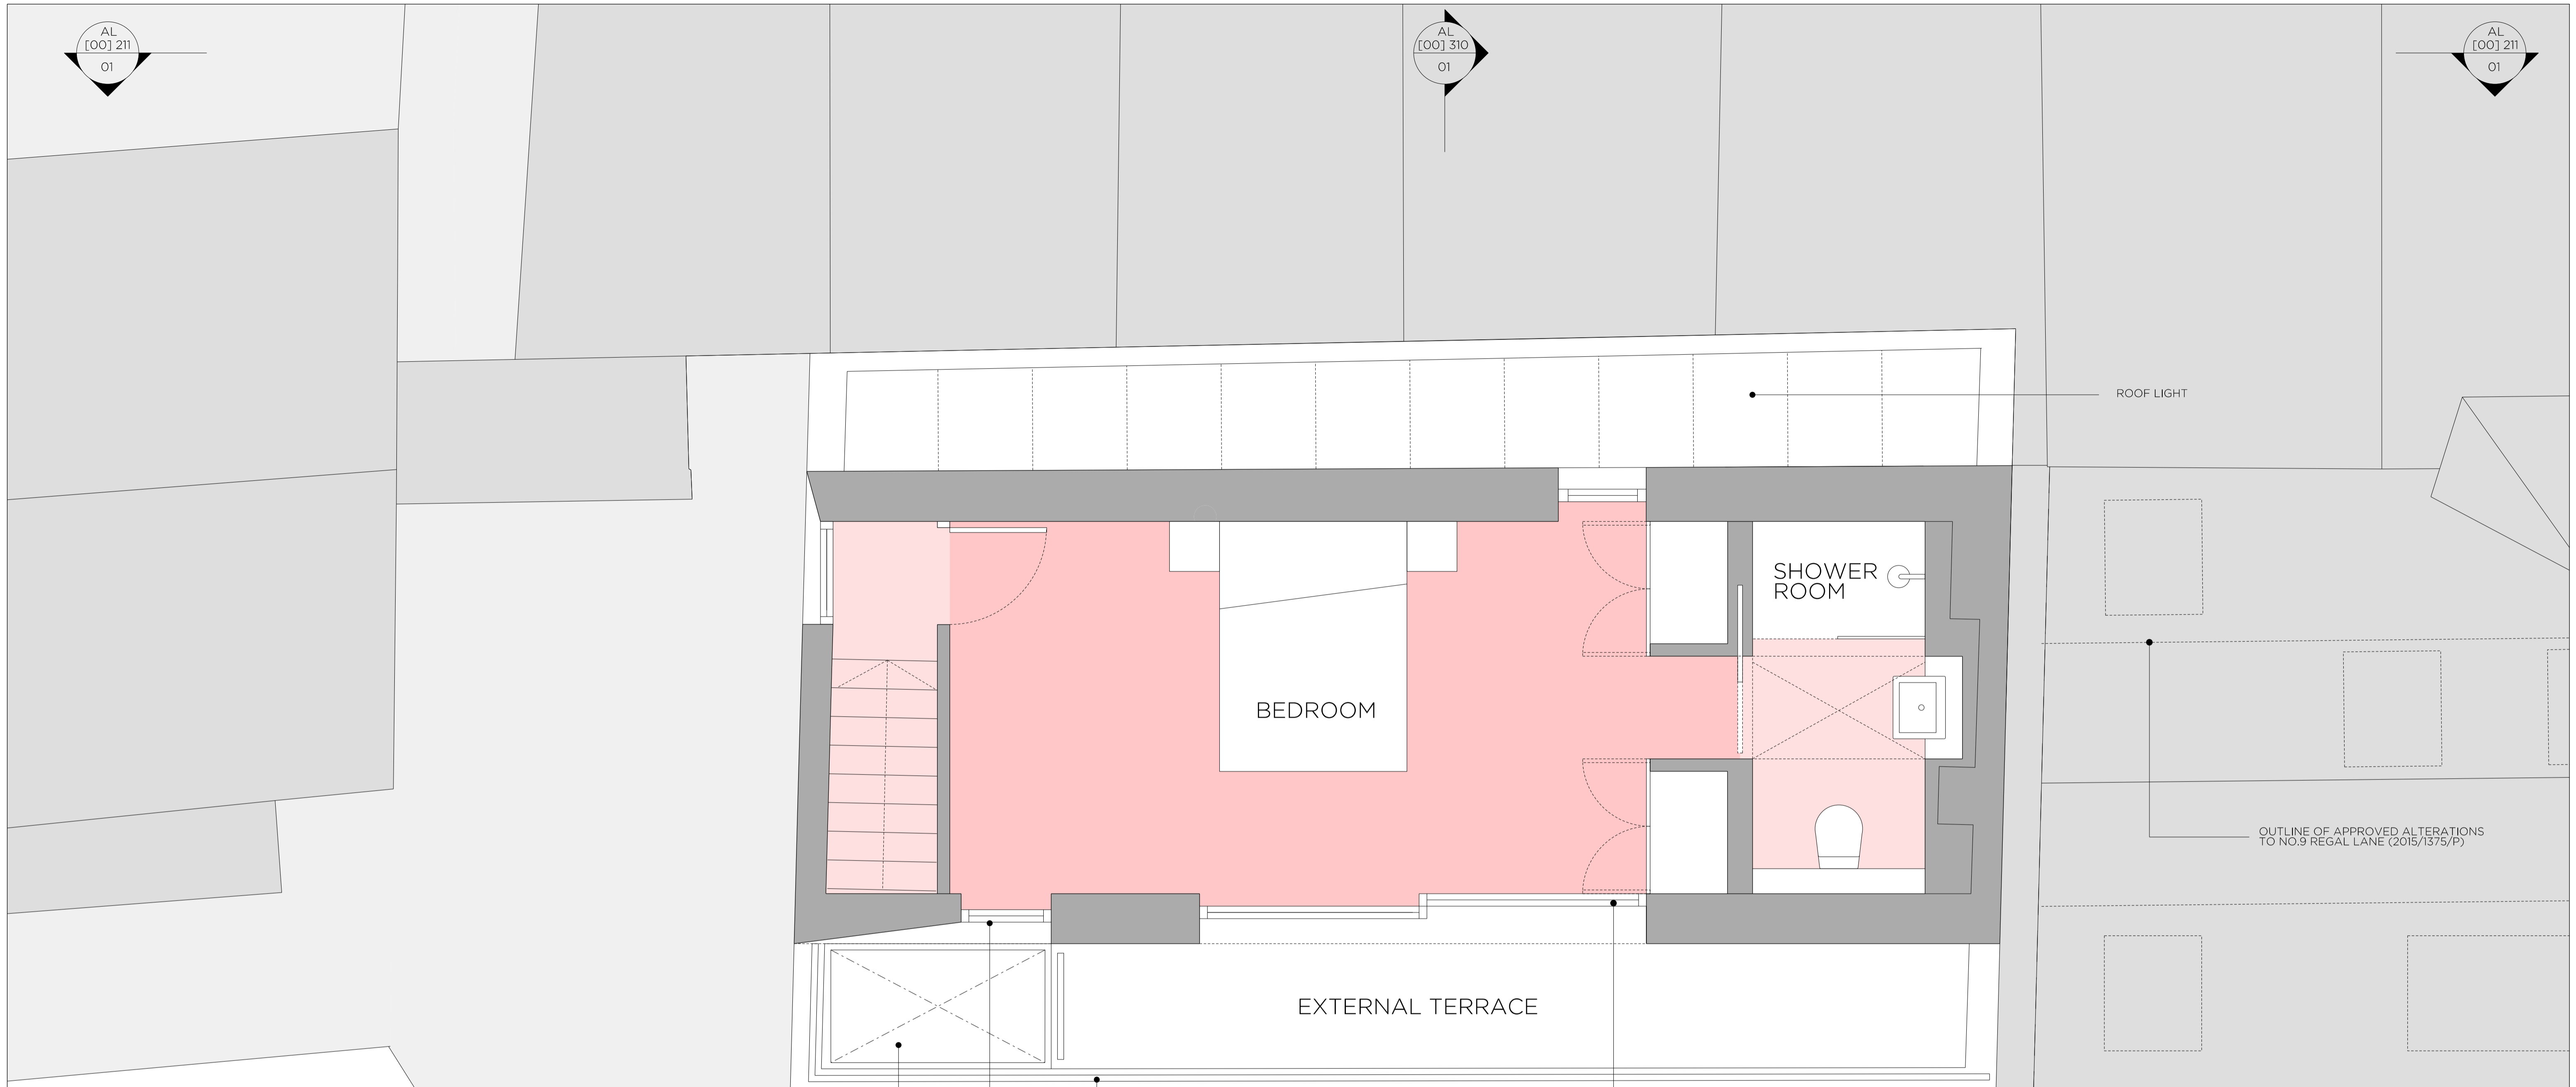 AL
[00] 211
01
AL
[00] 310
01
AL
[00] 211
01
ROOF LIGHT
SHOWER
ROOM
BEDROOM
OUTLINE OF APPROVED ALTERATIONS
TO NO.9 REGAL LANE (2015/1375/P)
EXTERNAL TERRACE